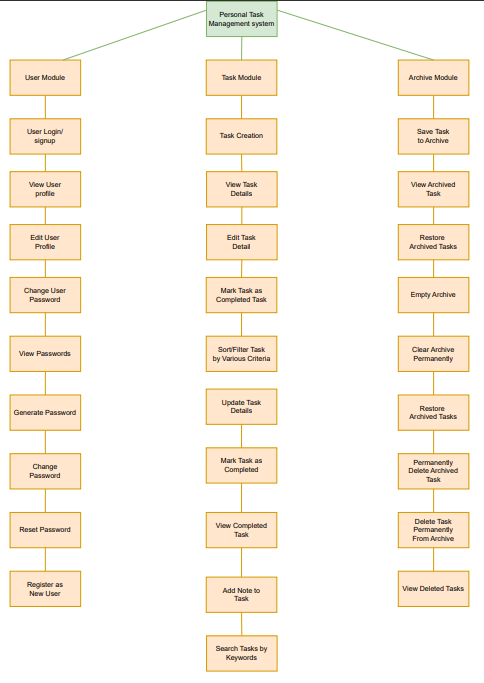 Personal Task
Management system
User Module
User Login/
signup
View User
profile
Edit User
Profile
Change User
Password
View Passwords
Generate Password
Change
Password
Reset Password
Register as
New User
Task Module
Task Creation
View Task
Details
Edit Task
Detail
Mark Task as
Completed Task
Sort/Filter Task
by Various Criteria
Update Task
Details
Mark Task as
Completed
View Completed
Task
Add Note to
Task
Search Tasks by
Keywords
Archive Module
Save Task
to Archive
View Archived
Task
Restore
Archived Tasks
Empty Archive
Clear Archive
Permanently
Restore
Archived Tasks
Permanently
Delete Archived
Task
Delete Task
Permanently
From Archive
View Deleted Tasks